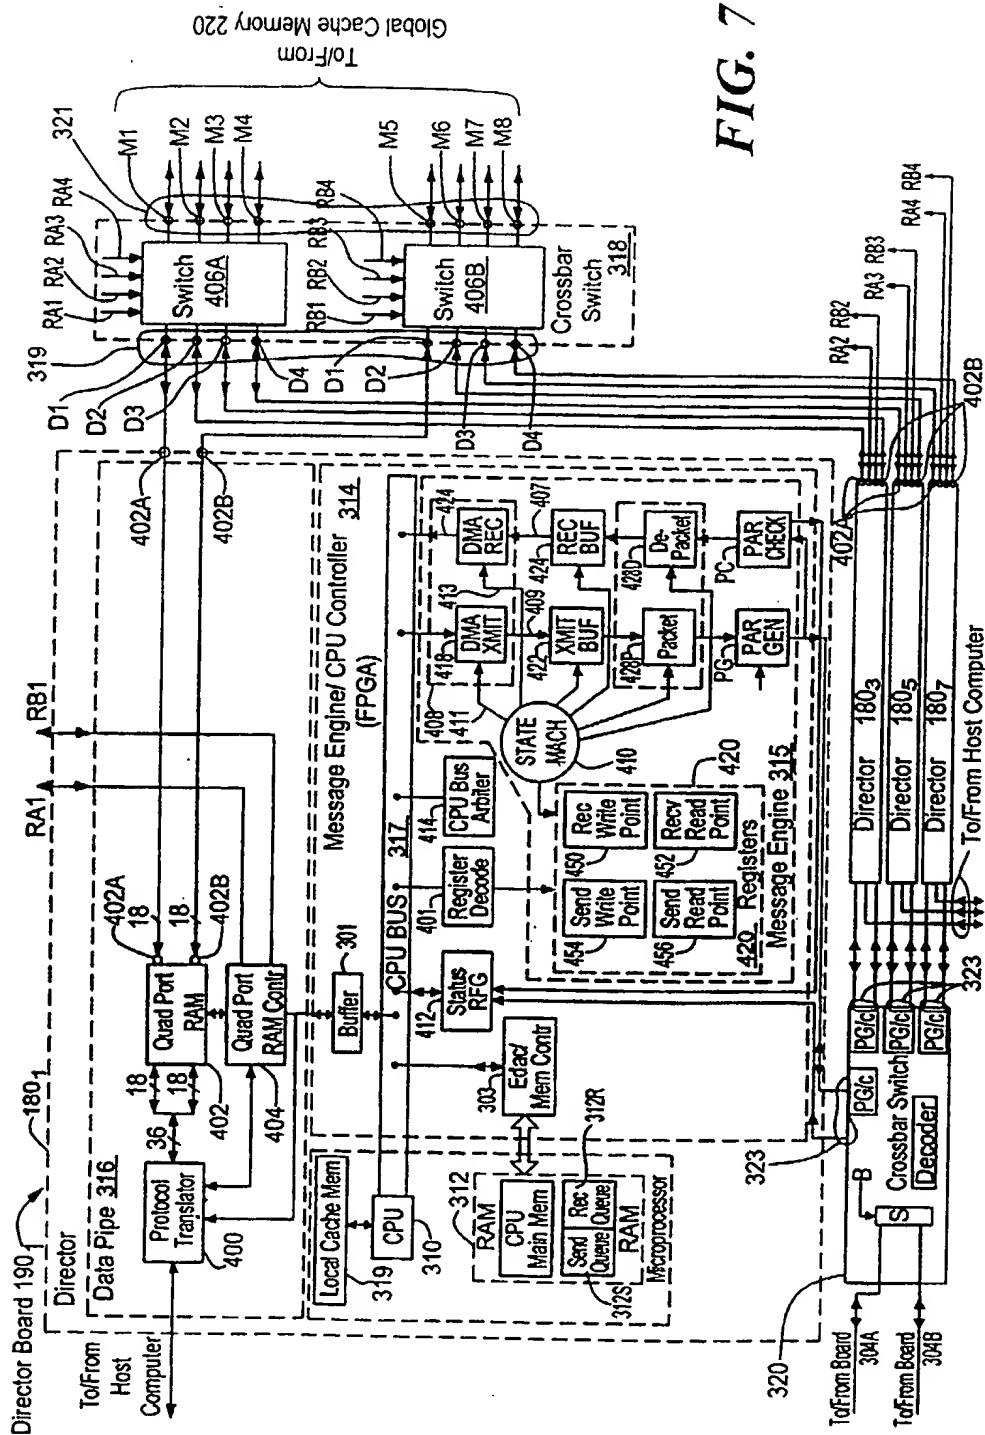 Director Board 190₁
180₁
Director
Data Pipe 316
To/From
Host
Computer
Protocol
Translator
400
36
18
18
Quad Port
RAM
402
Quad Port
RAM Contr
404
402A
18
18
402B
RA1
RB1
402A
402B
Message Engine/ CPU Controller
(FPGA)
314
Buffer
301
CPU BUS
317
Local Cache Mem
319
CPU
310
RAM
312
CPU
Main Mem
Send
Queue
Rec
Queue
RAM
312S
312R
Microprocessor
Edac/
Mem Contr
303
Status
RFG
412
Register
Decode
401
CPU Bus
Arbiter
414
STATE
MACH
410
411
408
DMA
XMIT
418
413
DMA
REC
424
409
407
XMIT
BUF
422
REC
BUF
424
Packet
428P
De-
Packet
428D
PAR
GEN
PG
PAR
CHECK
PC
Send
Write
Point
454
Rec
Write
Point
450
Send
Read
Point
456
Recv
Read
Point
452
420
420
Registers
Message Engine 315
319
D1
D2
D3
D4
D1
D2
D3
D4
RA1
RA2
RA3
RA4
Switch
406A
RB1
RB2
RB3
RB4
Switch
406B
Crossbar
Switch
318
321
M1
M2
M3
M4
M5
M6
M7
M8
To/From
Global Cache Memory 220
320
To/From Board
304A
To/From Board
304B
S
B
Crossbar Switch
Decoder
PG/c
PG/c
PG/c
PG/c
323
323
Director 180₃
Director 180₅
Director 180₇
To/From Host Computer
402A
402B
RA2
RB2
RA3
RB3
RA4
RB4
FIG. 7